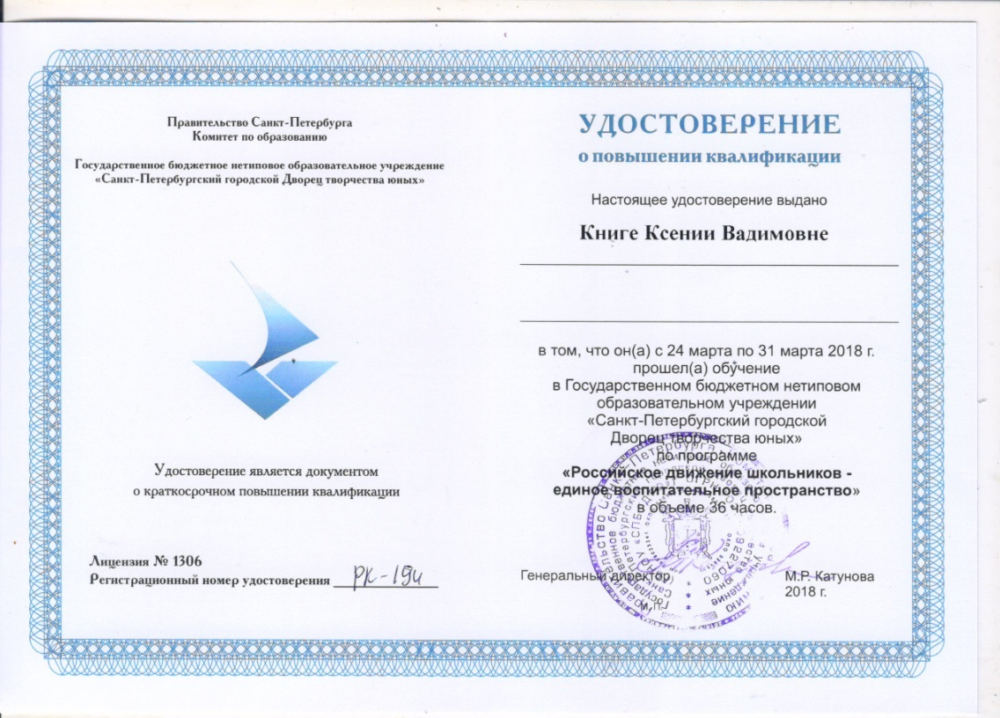 Правительство Санкт-Петербурга
Комитет по образованию
Государственное бюджетное нетиповое образовательное учреждение
«Санкт-Петербургский городской Дворец творчества юных»
Удостоверение является документом
о краткосрочном повышении квалификации
Лицензия № 1306
Регистрационный номер удостоверения РК-194
УДОСТОВЕРЕНИЕ
о повышении квалификации
Настоящее удостоверение выдано
Книге Ксении Вадимовне
в том, что он(а) с 24 марта по 31 марта 2018 г.
прошел(а) обучение
в Государственном бюджетном нетиповом
образовательном учреждении
«Санкт-Петербургский городской
Дворец творчества юных»
по программе
«Российское движение школьников -
единое воспитательное пространство»
в объеме 36 часов.
Генеральный директор
М.Р. Катунова
2018 г.
М.П.